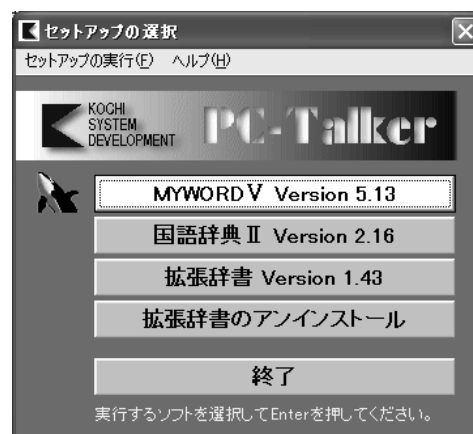 セットアップの選択
セットアップの実行(F) ヘルプ(H)
KOCHI
SYSTEM
DEVELOPMENT
PC-Talker
MYWORDⅤ Version 5.13
国語辞典Ⅱ Version 2.16
拡張辞書 Version 1.43
拡張辞書のアンインストール
終了
実行するソフトを選択してEnterを押してください。